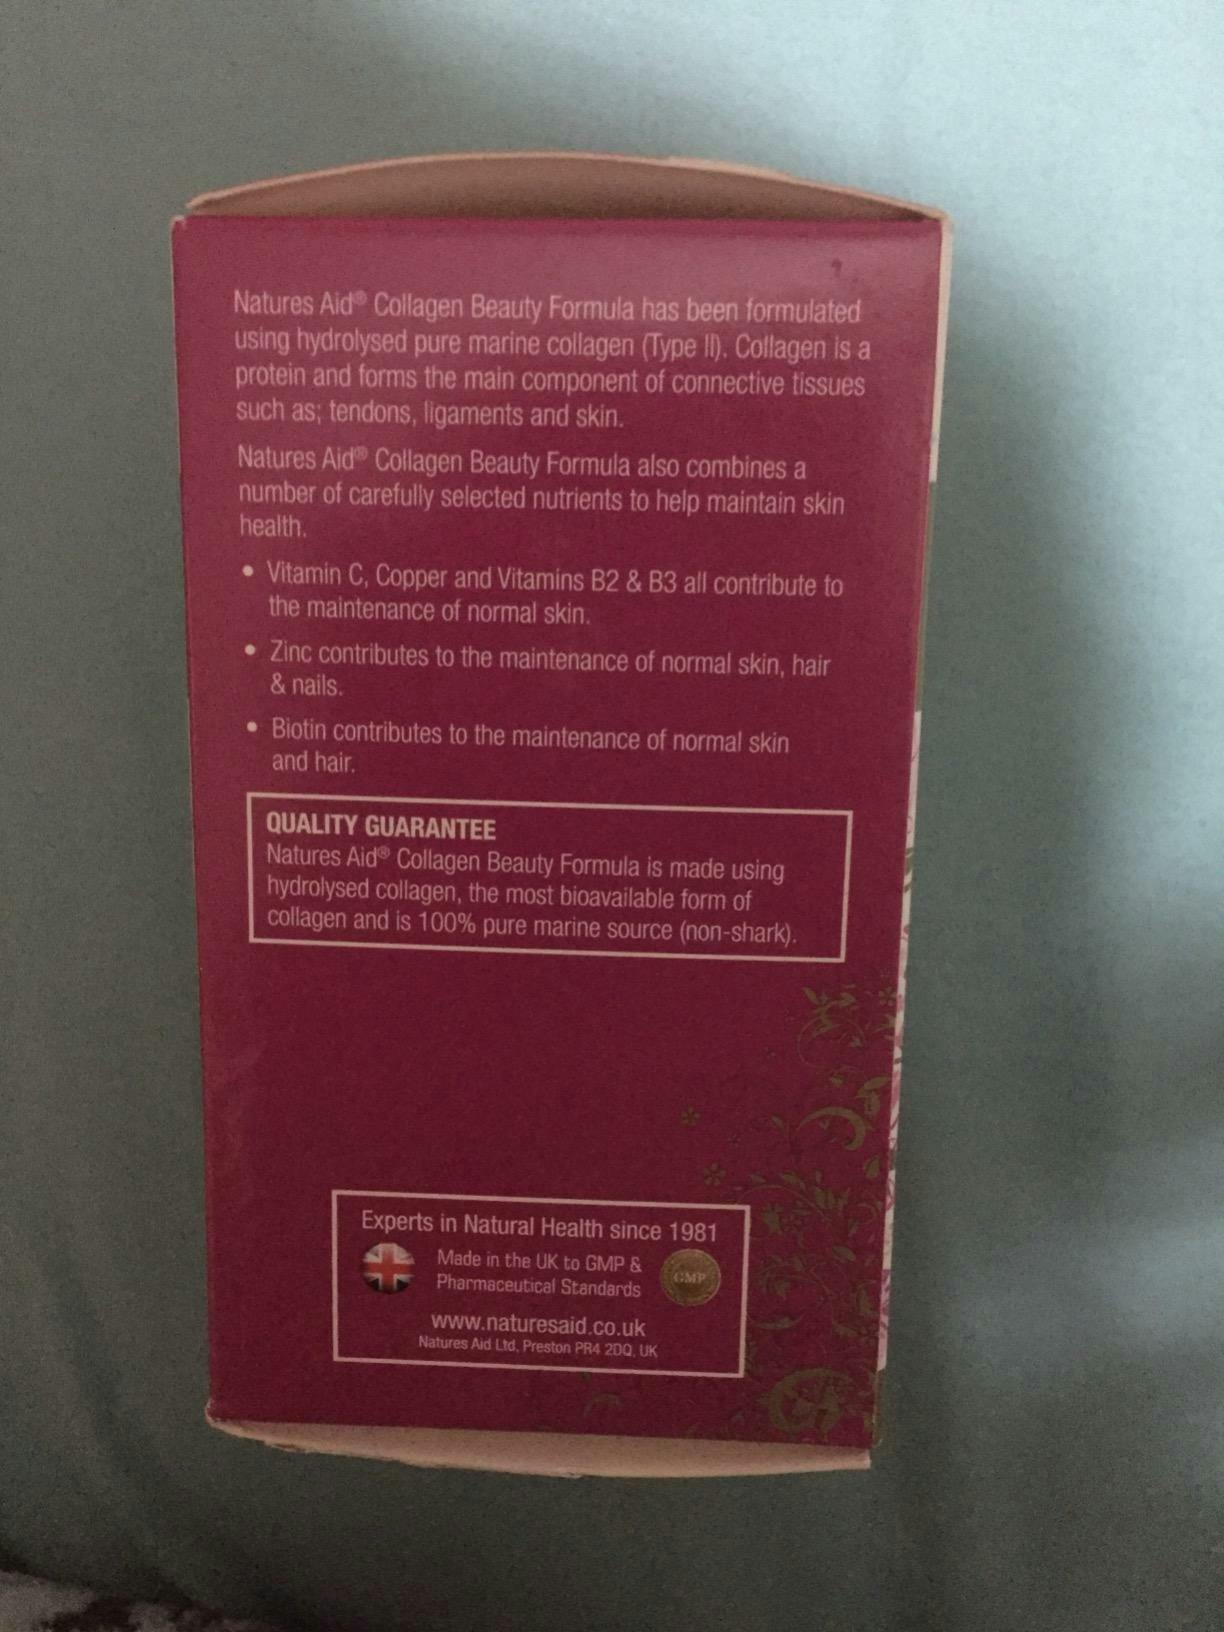 Natures Aid® Collagen Beauty Formula has been formulated
using hydrolysed pure marine collagen (Type II). Collagen is a
protein and forms the main component of connective tissues
such as; tendons, ligaments and skin.
Natures Aid® Collagen Beauty Formula also combines a
number of carefully selected nutrients to help maintain skin
health.
• Vitamin C, Copper and Vitamins B2 & B3 all contribute to
the maintenance of normal skin.
• Zinc contributes to the maintenance of normal skin, hair
& nails.
• Biotin contributes to the maintenance of normal skin
and hair.
QUALITY GUARANTEE
Natures Aid® Collagen Beauty Formula is made using
hydrolysed collagen, the most bioavailable form of
collagen and is 100% pure marine source (non-shark).
Experts in Natural Health since 1981
Made in the UK to GMP &
Pharmaceutical Standards
GMP
www.naturesaid.co.uk
Natures Aid Ltd, Preston PR4 2DQ, UK